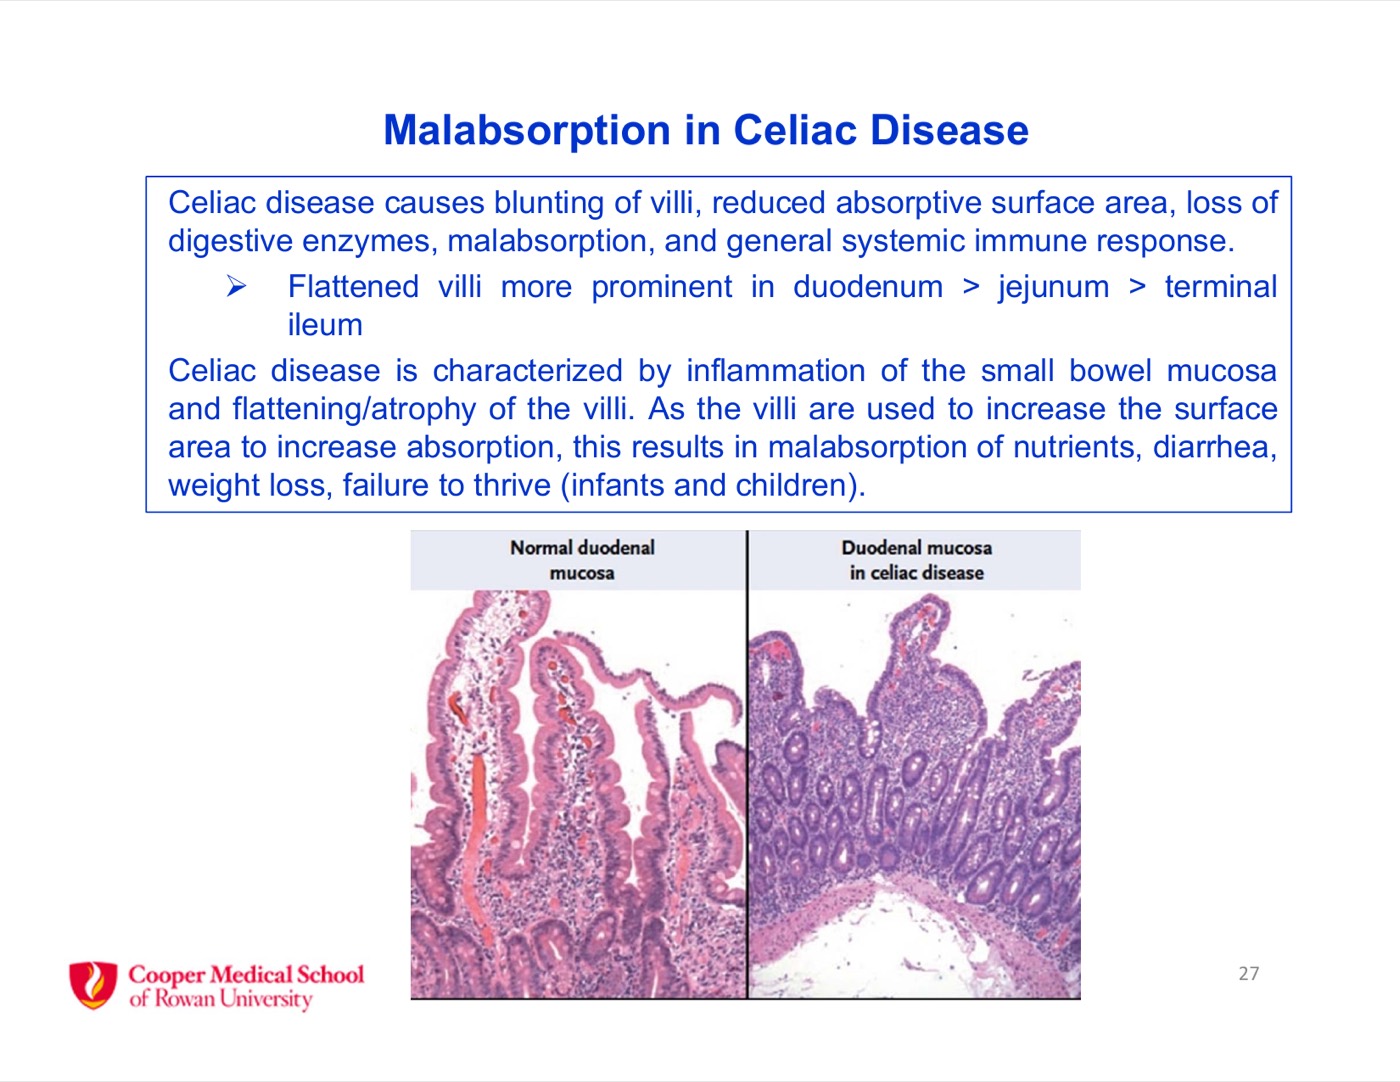 Malabsorption in Celiac Disease
Celiac disease causes blunting of villi, reduced absorptive surface area, loss of
digestive enzymes, malabsorption, and general systemic immune response.
➢ Flattened villi more prominent in duodenum > jejunum > terminal
ileum
Celiac disease is characterized by inflammation of the small bowel mucosa
and flattening/atrophy of the villi. As the villi are used to increase the surface
area to increase absorption, this results in malabsorption of nutrients, diarrhea,
weight loss, failure to thrive (infants and children).
Normal duodenal
mucosa
Duodenal mucosa
in celiac disease
Cooper Medical School
of Rowan University
27